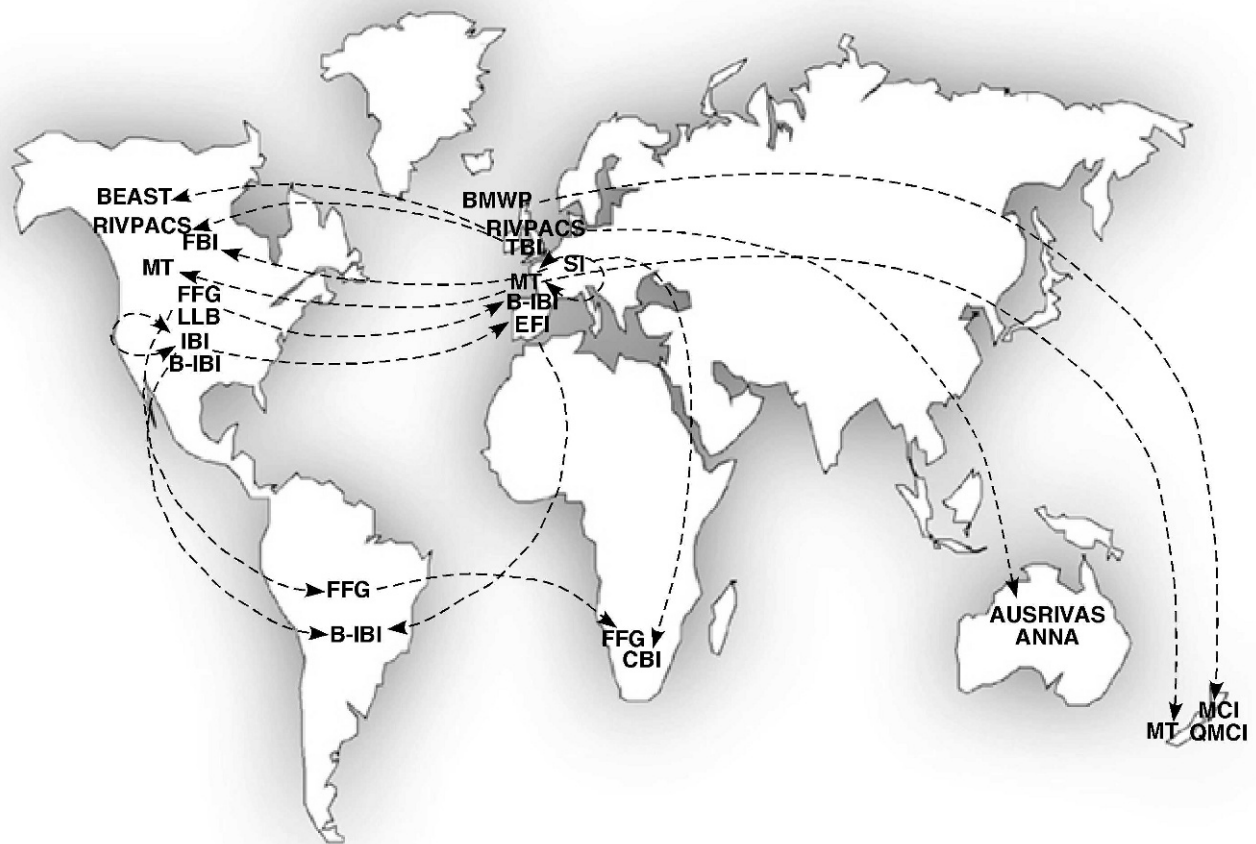 BEAST
RIVPACS
FBI
MT
FFG
LLB
IBI
B-IBI
BMWP
RIVPACS
TBI
SI
MT
B-IBI
EFI
FFG
B-IBI
FFG
CBI
AUSRIVAS
ANNA
MCI
MT QMCI